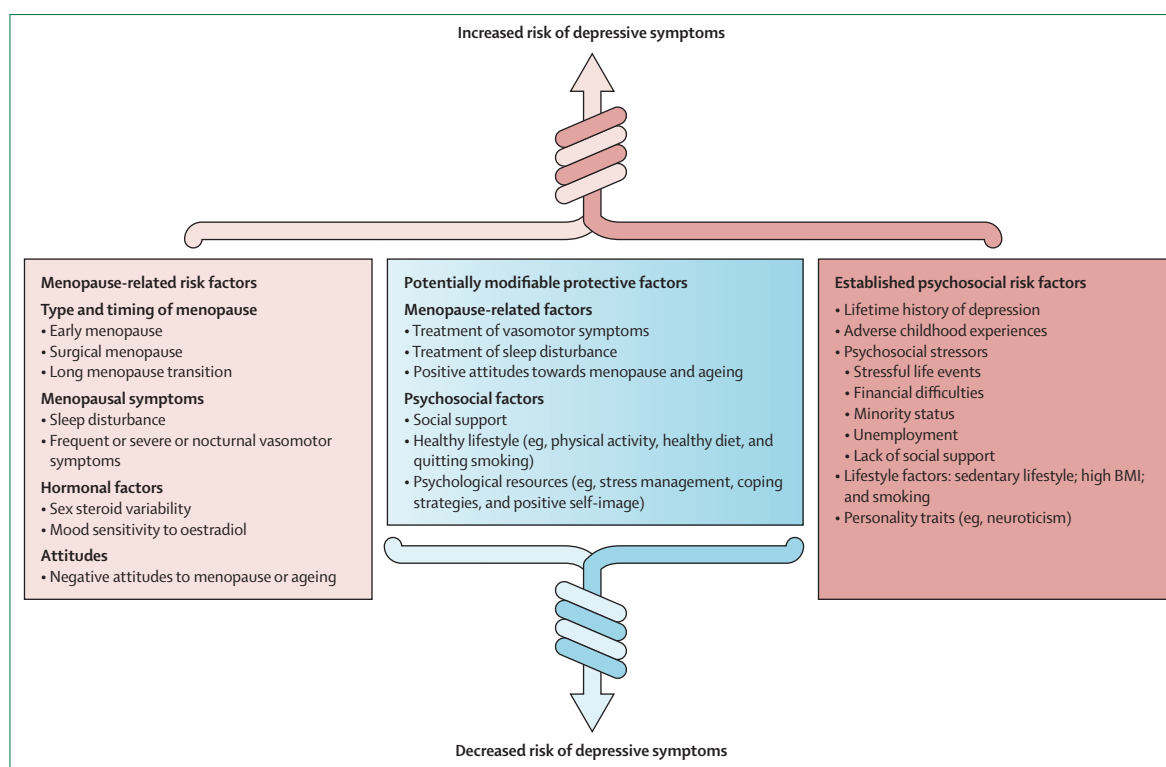 Increased risk of depressive symptoms
Menopause-related risk factors
Type and timing of menopause
• Early menopause
• Surgical menopause
• Long menopause transition
Menopausal symptoms
• Sleep disturbance
• Frequent or severe or nocturnal vasomotor
symptoms
Hormonal factors
• Sex steroid variability
• Mood sensitivity to oestradiol
Attitudes
• Negative attitudes to menopause or ageing
Potentially modifiable protective factors
Menopause-related factors
• Treatment of vasomotor symptoms
• Treatment of sleep disturbance
• Positive attitudes towards menopause and ageing
Psychosocial factors
• Social support
• Healthy lifestyle (eg, physical activity, healthy diet, and
quitting smoking)
• Psychological resources (eg, stress management, coping
strategies, and positive self-image)
Established psychosocial risk factors
• Lifetime history of depression
• Adverse childhood experiences
• Psychosocial stressors
• Stressful life events
• Financial difficulties
• Minority status
• Unemployment
• Lack of social support
• Lifestyle factors: sedentary lifestyle; high BMI;
and smoking
• Personality traits (eg, neuroticism)
Decreased risk of depressive symptoms